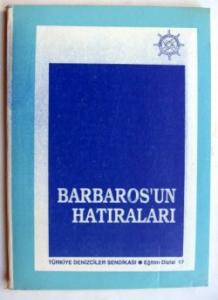 BARBAROS'UN
HATIRALARI
TÜRKİYE DENİZCİLER SENDİKASI ● Eğitim Dizisi 17